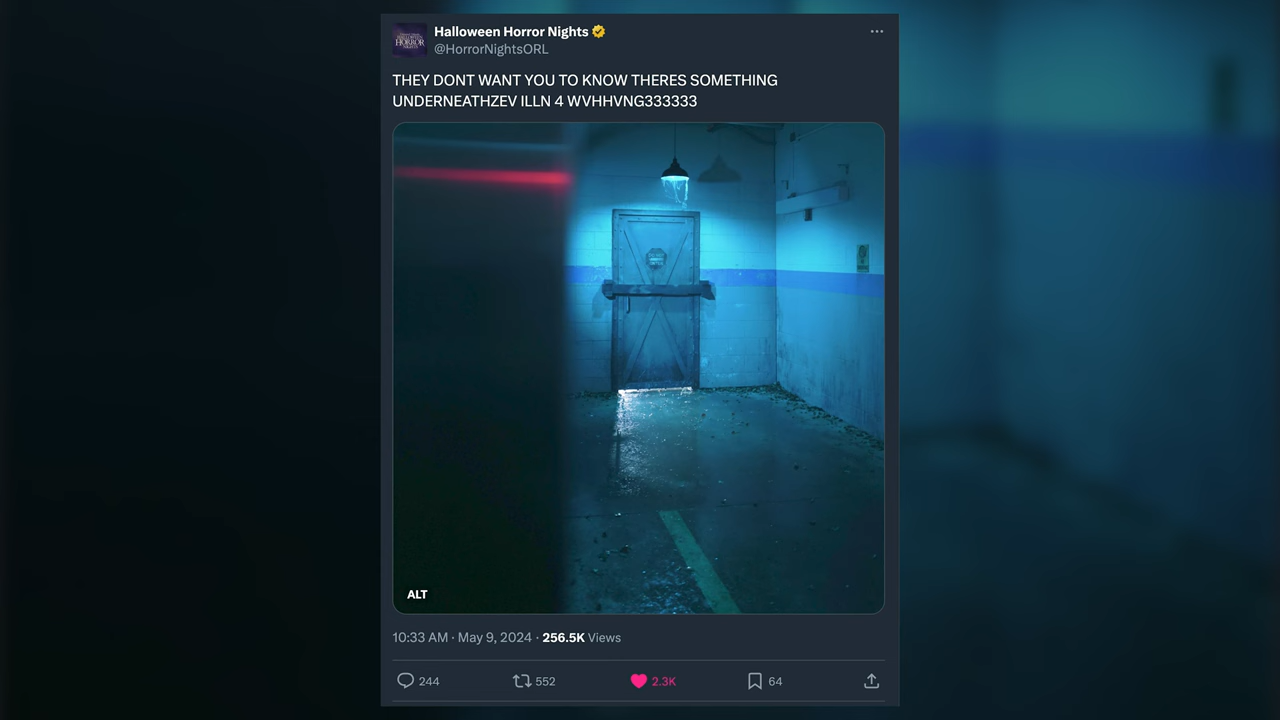 Halloween Horror Nights
@HorrorNightsORL
THEY DONT WANT YOU TO KNOW THERES SOMETHING
UNDERNEATHZEV ILLN 4 WVHHVNG333333
ALT
10:33 AM · May 9, 2024 · 256.5K Views
244 552 2.3K 64